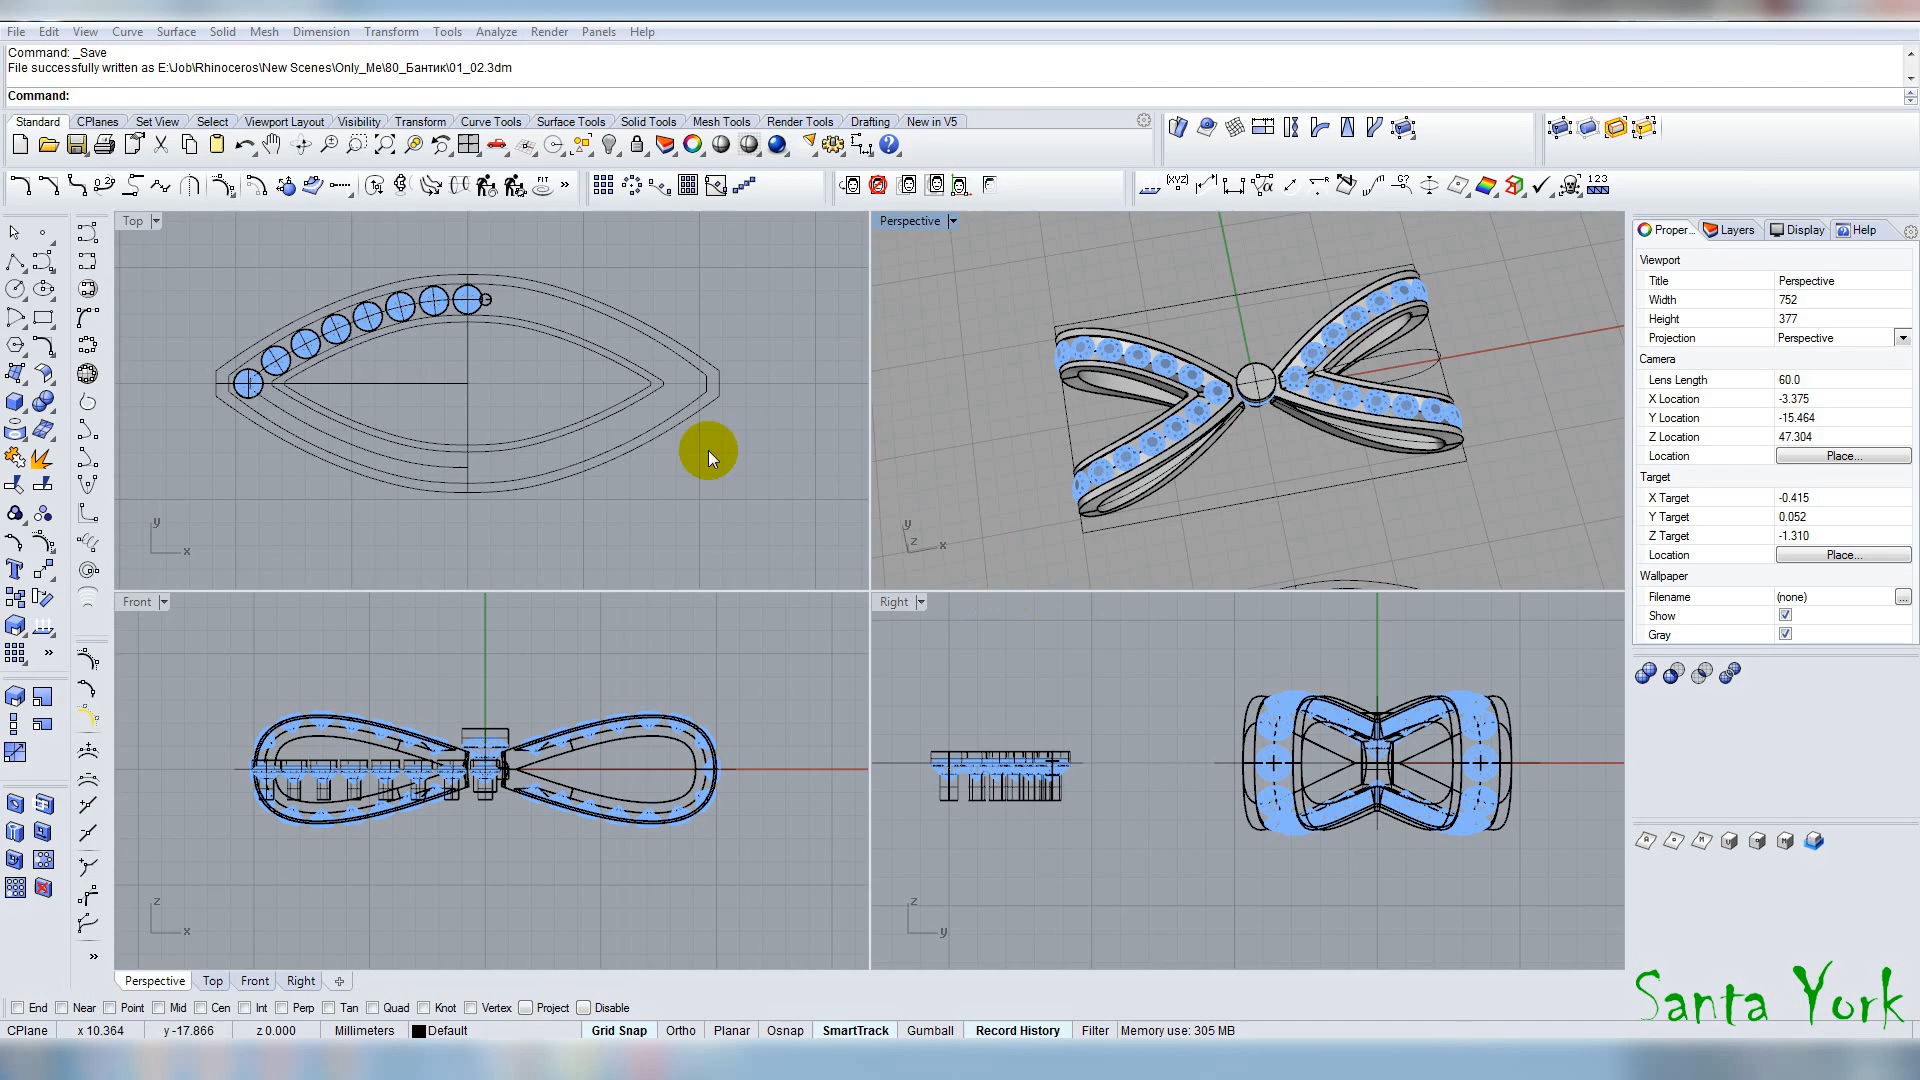 File Edit View Curve Surface Solid Mesh Dimension Transform Tools Analyze Render Panels Help
Command: _Save
File successfully written as E:\Job\Rhinoceros\New Scenes\Only_Me\80_Бантик\01_02.3dm
Command:
Standard CPlanes Set View Select Viewport Layout Visibility Transform Curve Tools Surface Tools Solid Tools Mesh Tools Render Tools Drafting New in V5
Top
Perspective
Proper... Layers Display Help
Viewport
Title Perspective
Width 752
Height 377
Projection Perspective
Camera
Lens Length 60.0
X Location -3.375
Y Location -15.464
Z Location 47.304
Location Place...
Target
X Target -0.415
Y Target 0.052
Z Target -1.310
Location Place...
Wallpaper
Filename (none) ...
Show
Gray
y
x
y
z
x
Front
Right
z
x
z
y
Perspective Top Front Right
End Near Point Mid Cen Int Perp Tan Quad Knot Vertex Project Disable
CPlane x 10.364 y -17.866 z 0.000 Millimeters Default Grid Snap Ortho Planar Osnap SmartTrack Gumball Record History Filter Memory use: 305 MB
Santa York